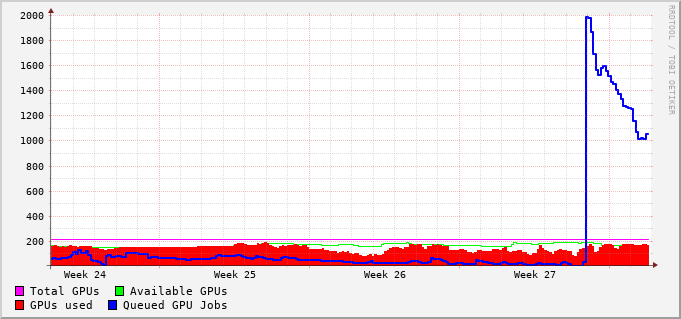 2000
1800
1600
1400
1200
1000
800
600
400
200
Week 24 Week 25 Week 26 Week 27
Total GPUs Available GPUs
GPUs used Queued GPU Jobs
RRDTOOL / TOBI OETIKER